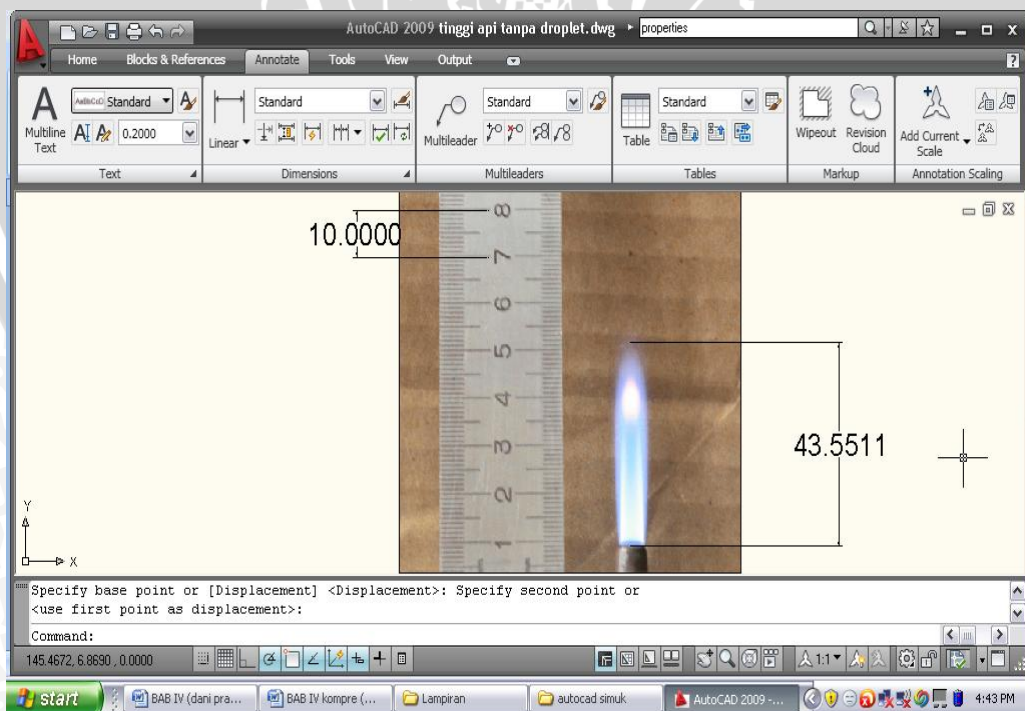 AutoCAD 2009 tinggi api tanpa droplet.dwg
properties
Home Blocks & References Annotate Tools View Output
Multiline Text
Standard
0.2000
Text
Linear
Standard
Dimensions
Multileader
Standard
Multileaders
Table
Standard
Tables
Wipeout
Revision Cloud
Markup
Add Current Scale
Annotation Scaling
8
10.0000
7
6
5
4
43.5511
3
2
1
Y
X
Specify base point or [Displacement] <Displacement>: Specify second point or
<use first point as displacement>:
Command:
145.4672, 6.8690 , 0.0000
1:1
start
BAB IV (dani pra...
BAB IV kompre (...
Lampiran
autocad simuk
AutoCAD 2009 -...
4:43 PM